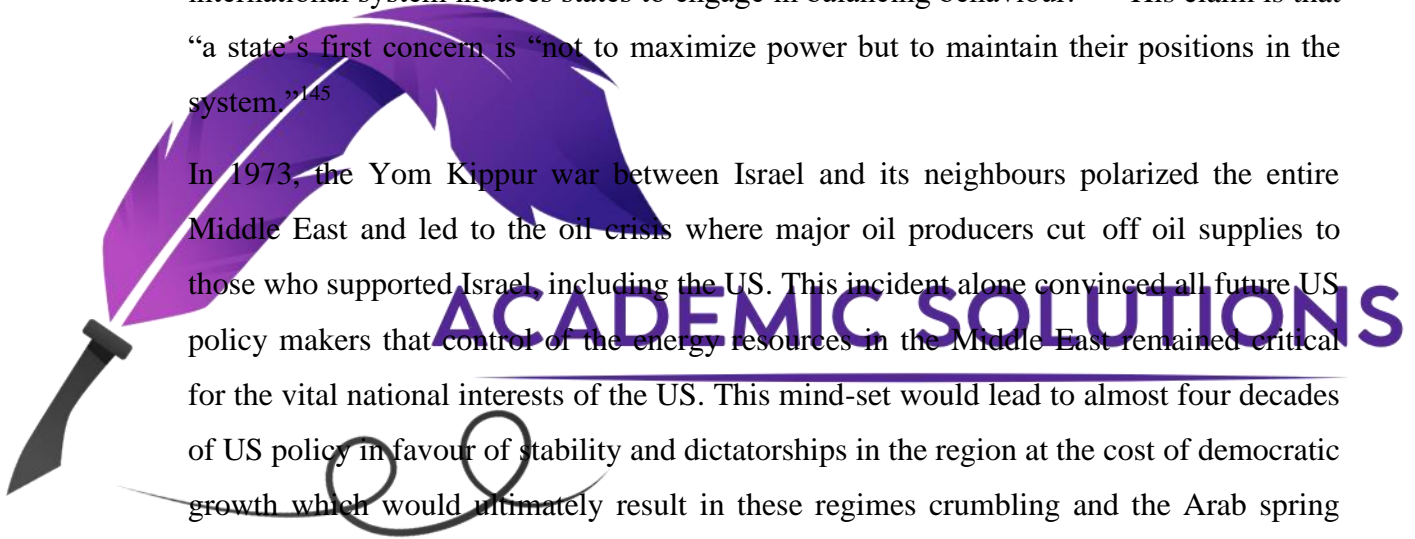 international system induces states to engage in balancing behaviour." His claim is that
“a state’s first concern is “not to maximize power but to maintain their positions in the
system.”145
In 1973, the Yom Kippur war between Israel and its neighbours polarized the entire
Middle East and led to the oil crisis where major oil producers cut off oil supplies to
those who supported Israel, including the US. This incident alone convinced all future US
ACADEMIC SOLUTIONS
policy makers that control of the energy resources in the Middle East remained critical
for the vital national interests of the US. This mind-set would lead to almost four decades
of US policy in favour of stability and dictatorships in the region at the cost of democratic
growth which would ultimately result in these regimes crumbling and the Arab spring